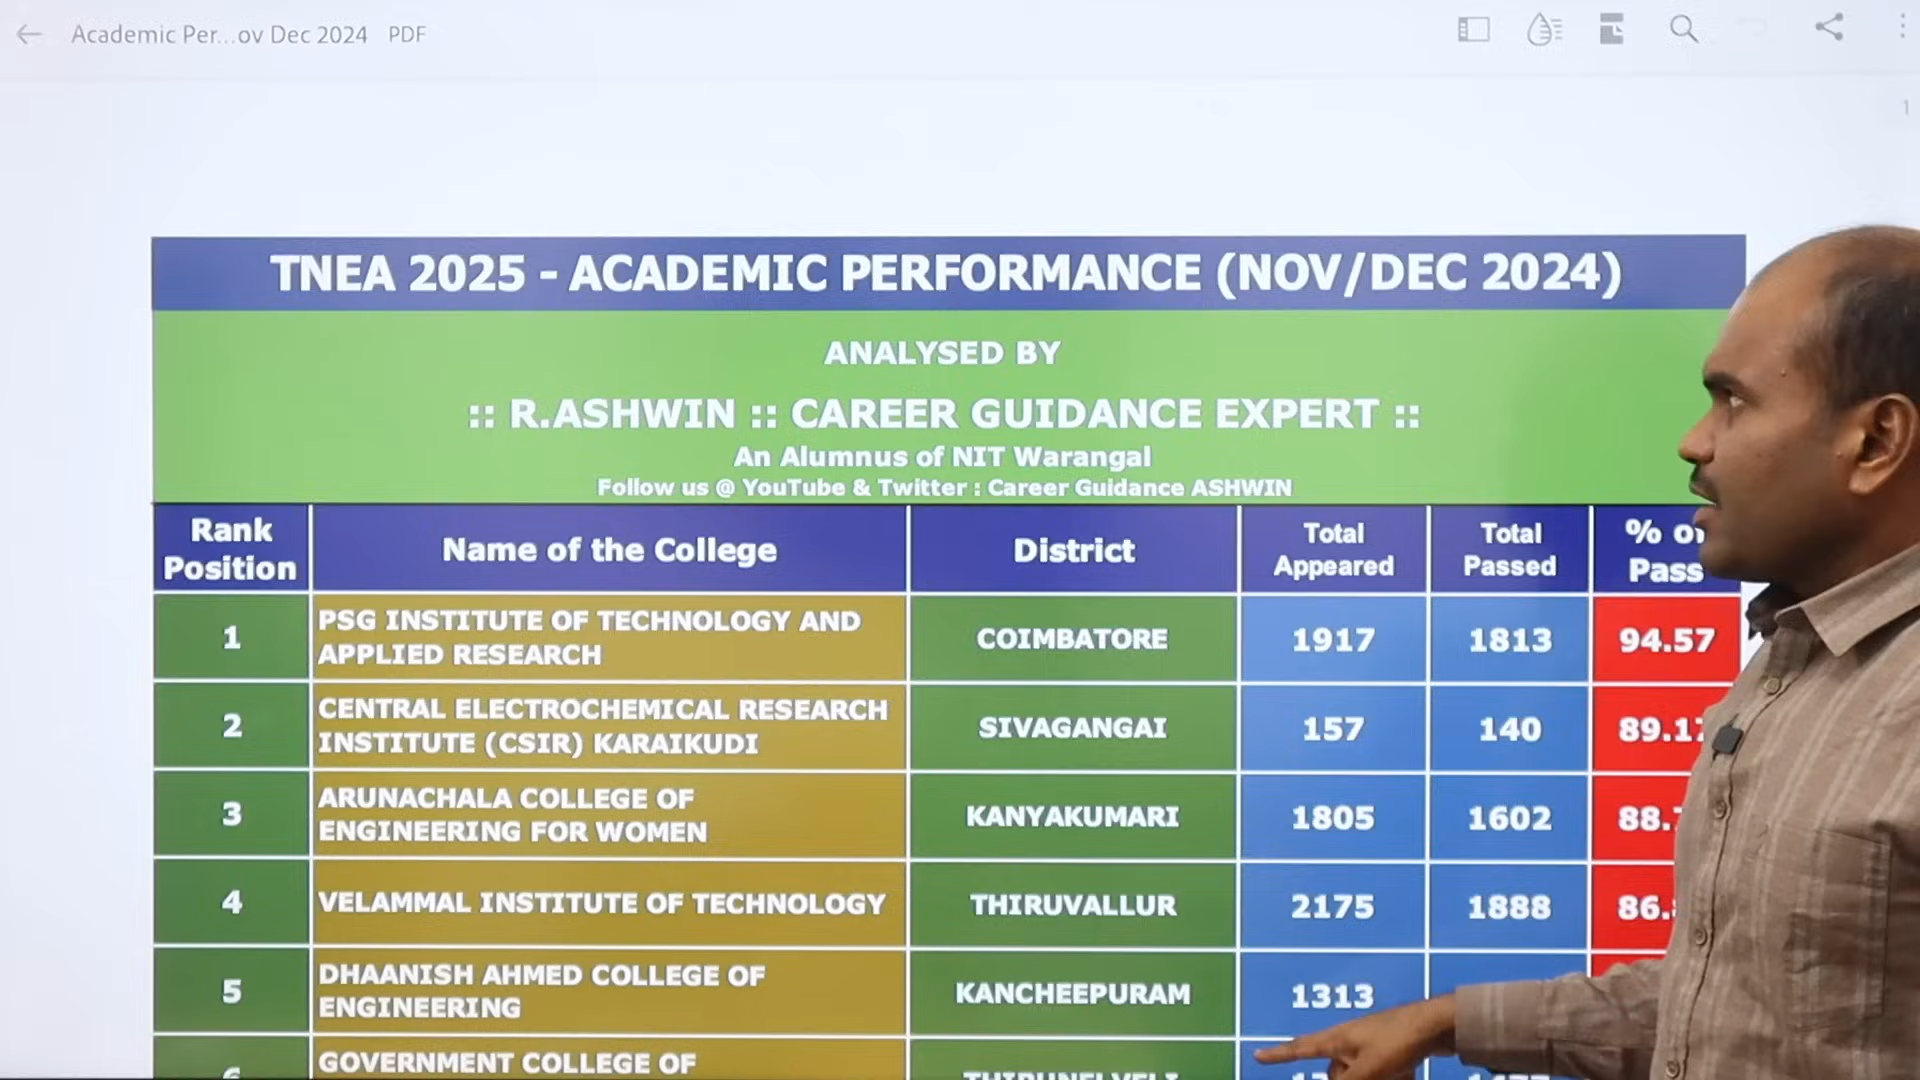 Academic Per...ov Dec 2024 PDF
1
TNEA 2025 - ACADEMIC PERFORMANCE (NOV/DEC 2024)
ANALYSED BY
:: R.ASHWIN :: CAREER GUIDANCE EXPERT ::
An Alumnus of NIT Warangal
Follow us @ YouTube & Twitter : Career Guidance ASHWIN
Rank Position
Name of the College
District
Total Appeared
Total Passed
% Pass
1
PSG INSTITUTE OF TECHNOLOGY AND
APPLIED RESEARCH
COIMBATORE
1917
1813
94.57
2
CENTRAL ELECTROCHEMICAL RESEARCH
INSTITUTE (CSIR) KARAIKUDI
SIVAGANGAI
157
140
89.17
3
ARUNACHALA COLLEGE OF
ENGINEERING FOR WOMEN
KANYAKUMARI
1805
1602
88.
4
VELAMMAL INSTITUTE OF TECHNOLOGY
THIRUVALLUR
2175
1888
86.
5
DHAANISH AHMED COLLEGE OF
ENGINEERING
KANCHEEPURAM
1313
GOVERNMENT COLLEGE OF